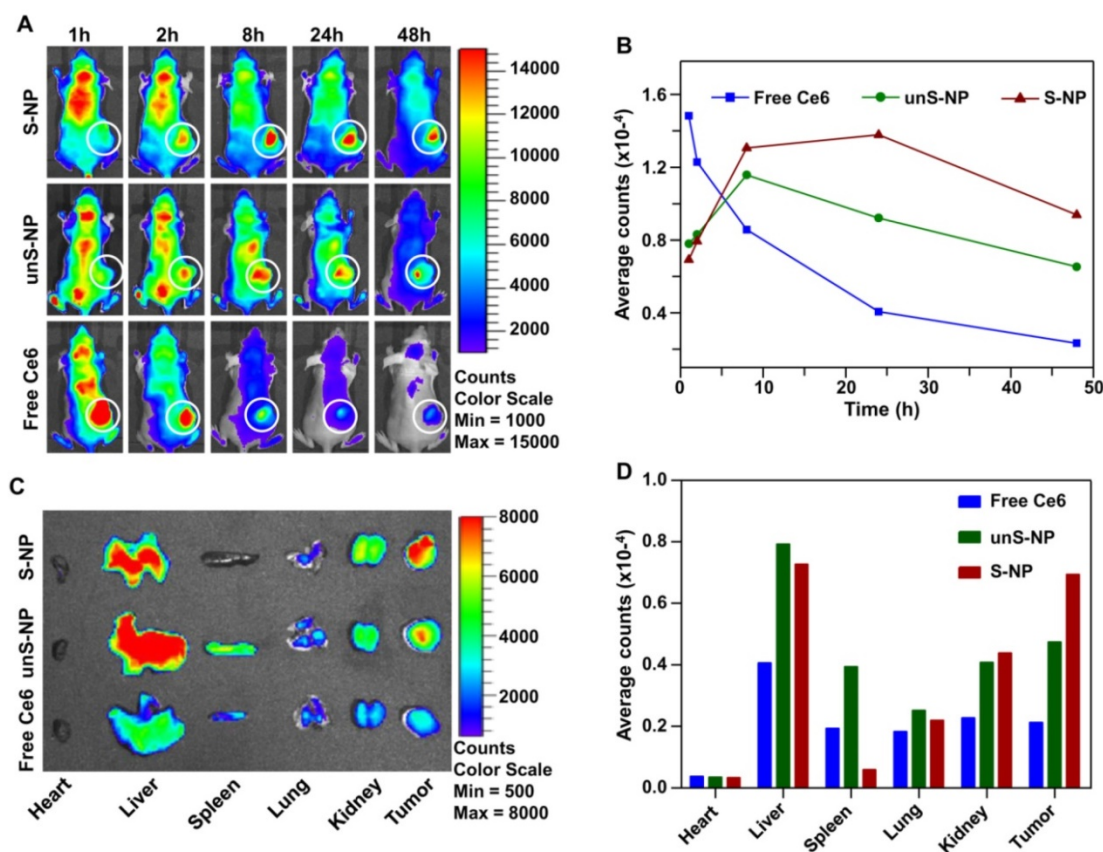 A
1h 2h 8h 24h 48h
S-NP
unS-NP
Free Ce6
14000
12000
10000
8000
6000
4000
2000
Counts
Color Scale
Min = 1000
Max = 15000
B
Free Ce6 unS-NP S-NP
Average counts (x10⁻⁴)
1.6
1.2
0.8
0.4
0 10 20 30 40 50
Time (h)
C
S-NP
unS-NP
Free Ce6
8000
6000
4000
2000
Counts
Color Scale
Min = 500
Max = 8000
Heart Liver Spleen Lung Kidney Tumor
D
Free Ce6
unS-NP
S-NP
Average counts (x10⁻⁴)
1.0
0.8
0.6
0.4
0.2
0.0
Heart Liver Spleen Lung Kidney Tumor